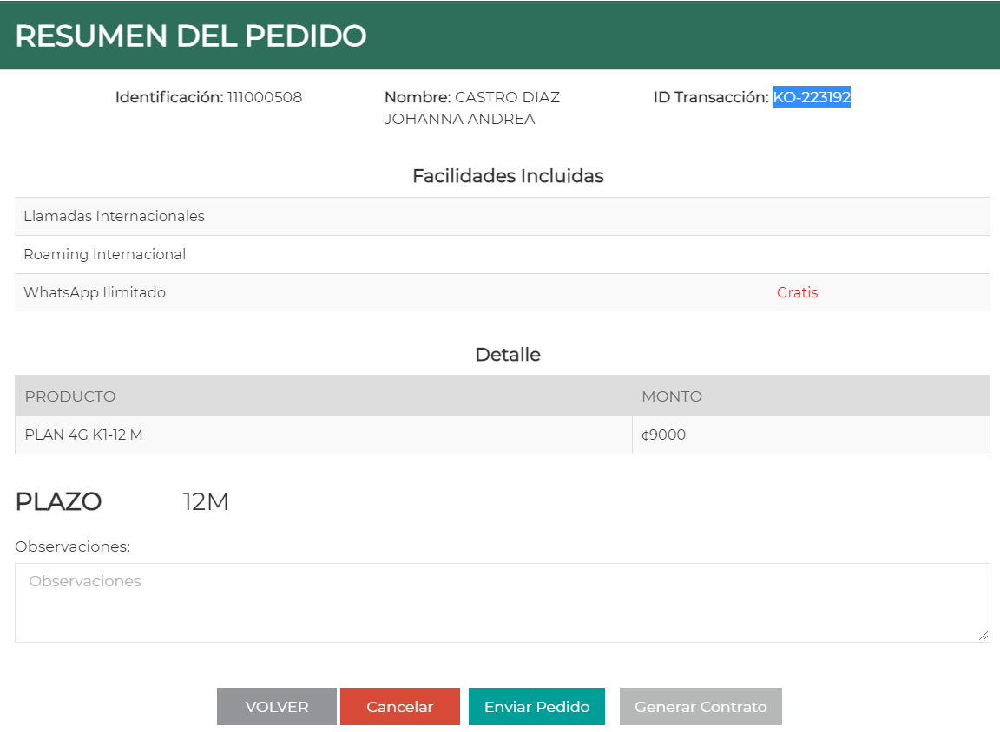 RESUMEN DEL PEDIDO
Identificación: 111000508
Nombre: CASTRO DIAZ
JOHANNA ANDREA
ID Transacción: KO-223192
Facilidades Incluidas
Llamadas Internacionales
Roaming Internacional
WhatsApp Ilimitado Gratis
Detalle
PRODUCTO MONTO
PLAN 4G K1-12 M ¢9000
PLAZO 12M
Observaciones:
Observaciones
VOLVER Cancelar Enviar Pedido Generar Contrato